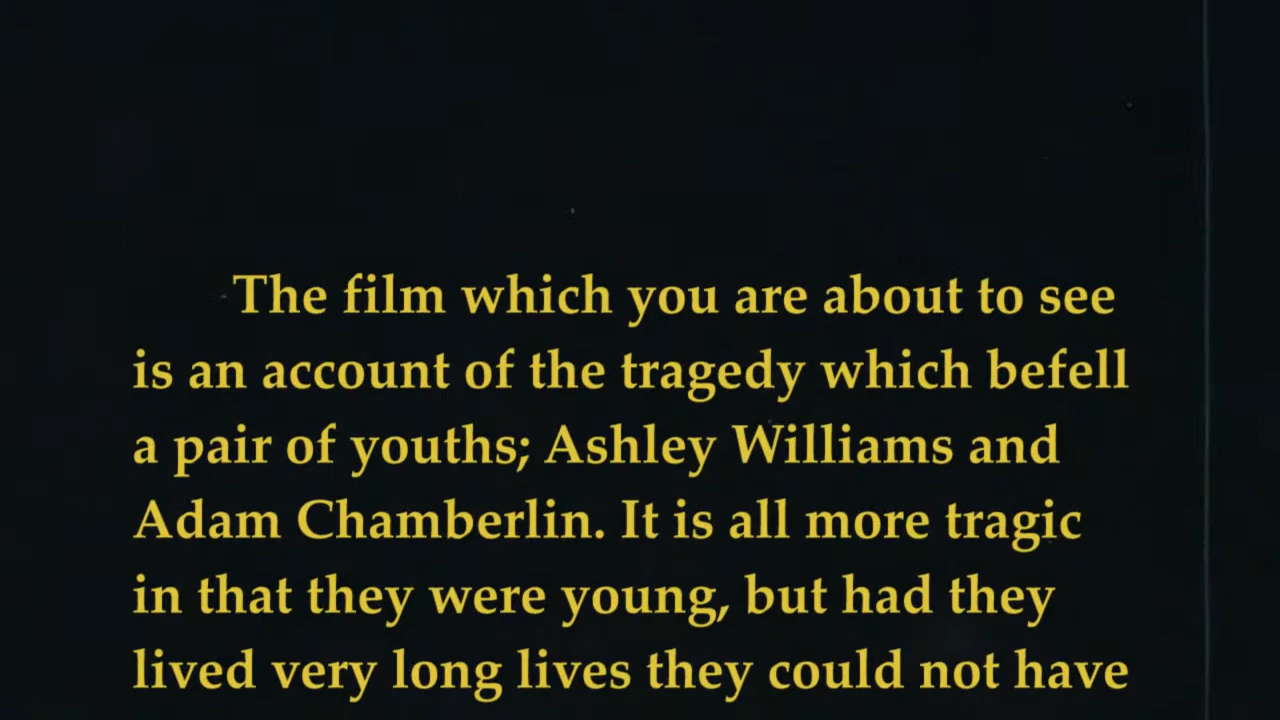 The film which you are about to see
is an account of the tragedy which befell
a pair of youths; Ashley Williams and
Adam Chamberlin. It is all more tragic
in that they were young, but had they
lived very long lives they could not have